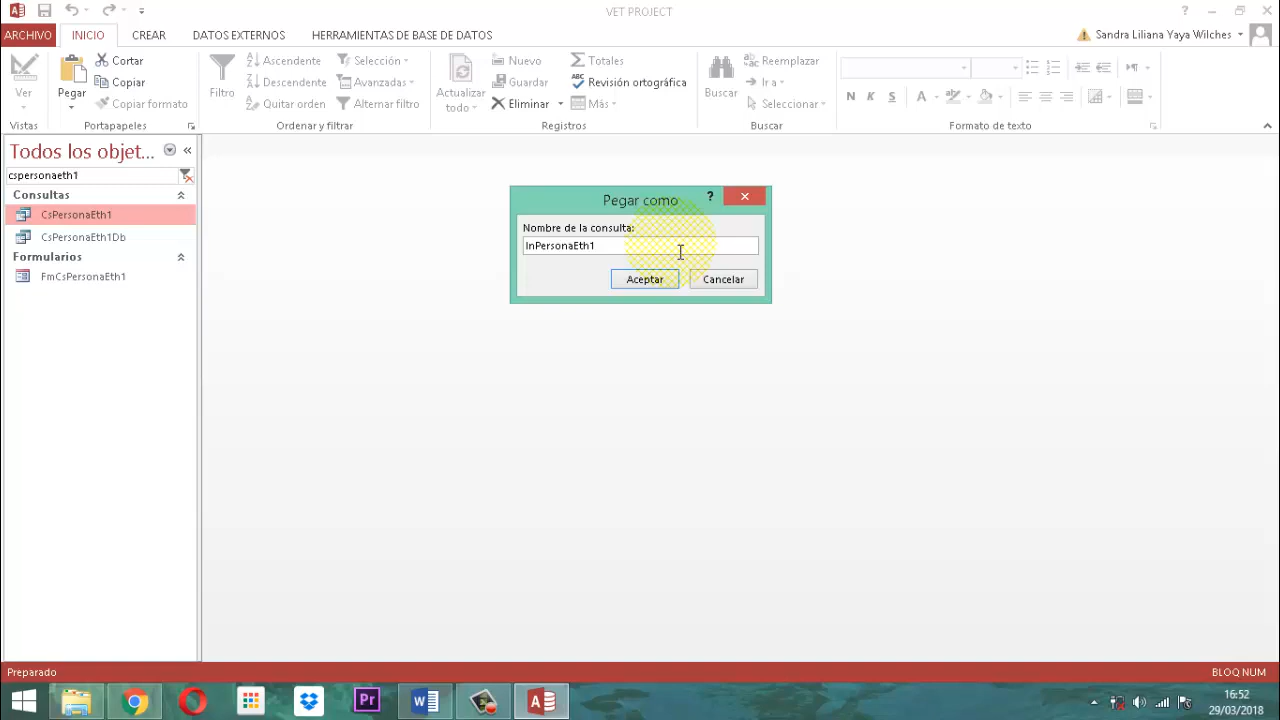 VET PROJECT
ARCHIVO INICIO CREAR DATOS EXTERNOS HERRAMIENTAS DE BASE DE DATOS
Sandra Liliana Yaya Wilches
Ver
Vistas
Pegar
Cortar
Copiar
Copiar formato
Portapapeles
Filtro
Ascendente
Descendente
Quitar or
Selección
Avanzadas
Alternar filtro
Ordenar y filtrar
Actualizar
todo
Nuevo
Guardar
Eliminar
Totales
Revisión ortográfica
Más
Registros
Buscar
Reemplazar
Ir a
Seleccionar
Buscar
N K S A
Formato de texto
Todos los objet...
cspersonaeth1
Consultas
CsPersonaEth1
CsPersonaEth1Db
Formularios
FmCsPersonaEth1
Pegar como
?
Nombre de la consulta:
InPersonaEth1
Aceptar Cancelar
Preparado
BLOQ NUM
Pr
16:52
29/03/2018